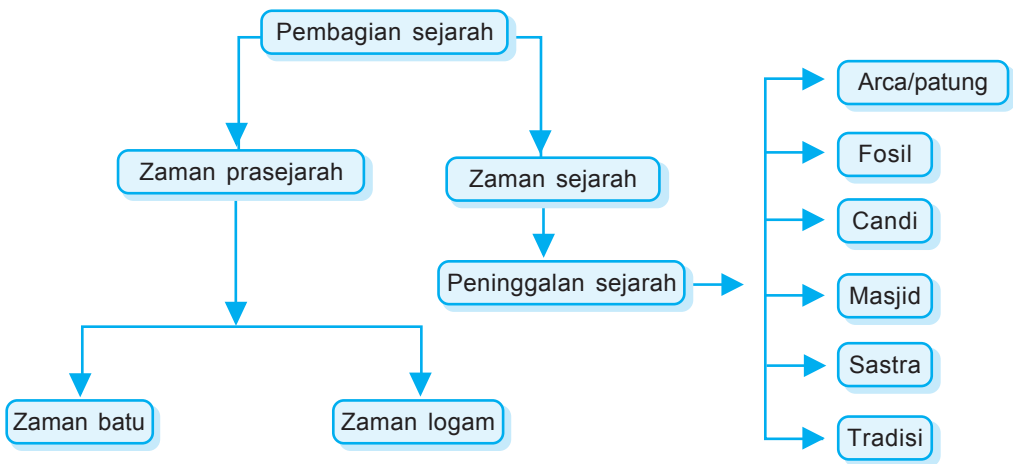 Pembagian sejarah
Zaman prasejarah
Zaman sejarah
Peninggalan sejarah
Zaman batu
Zaman logam
Arca/patung
Fosil
Candi
Masjid
Sastra
Tradisi